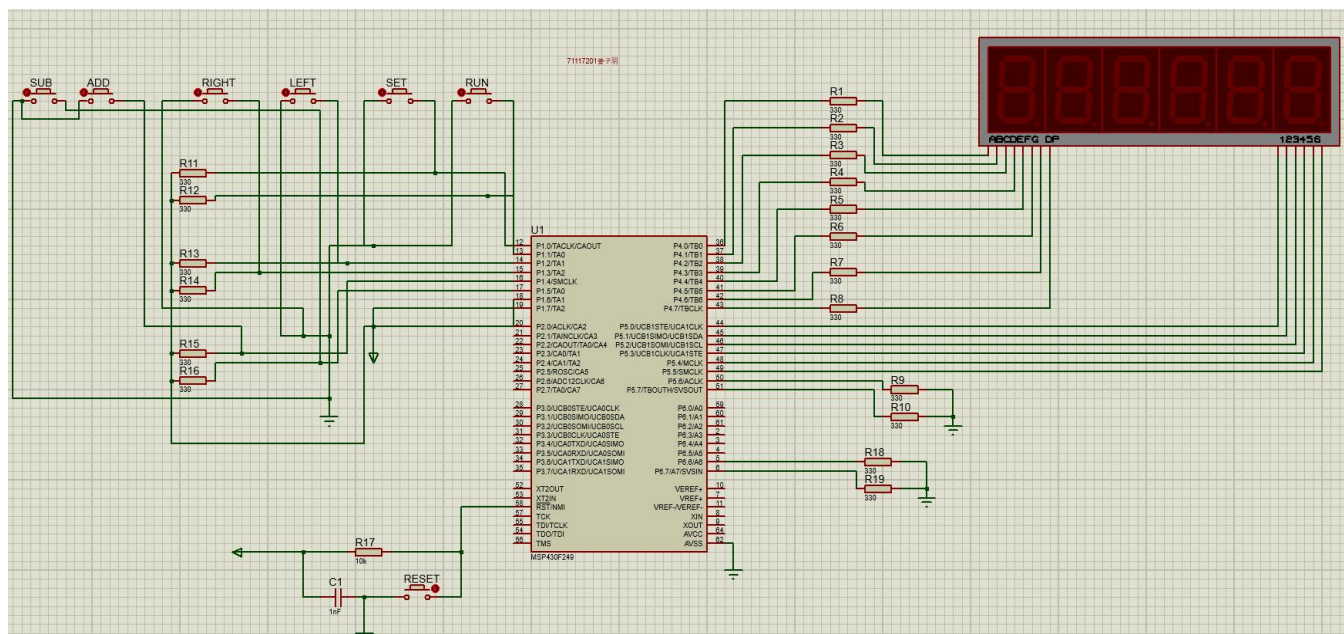 71117201姜子玥
SUB
ADD
RIGHT
LEFT
SET
RUN
ABCDEFG DP
123456
R1
330
R2
330
R3
330
R4
330
R5
330
R6
330
R7
330
R8
330
R11
330
R12
330
R13
330
R14
330
R15
330
R16
330
U1
12 P1.0/TACLK/CAOUT
13 P1.1/TA0
14 P1.2/TA1
15 P1.3/TA2
16 P1.4/SMCLK
17 P1.5/TA0
18 P1.6/TA1
19 P1.7/TA2
20 P2.0/ACLK/CA2
21 P2.1/TAINCLK/CA3
22 P2.2/CAOUT/TA0/CA4
23 P2.3/CA0/TA1
24 P2.4/CA1/TA2
25 P2.5/ROSC/CA5
26 P2.6/ADC12CLK/CA6
27 P2.7/TA0/CA7
28 P3.0/UCB0STE/UCA0CLK
29 P3.1/UCB0SIMO/UCB0SDA
30 P3.2/UCB0SOMI/UCB0SCL
31 P3.3/UCB0CLK/UCA0STE
32 P3.4/UCA0TXD/UCA0SIMO
33 P3.5/UCA0RXD/UCA0SOMI
34 P3.6/UCA1TXD/UCA1SIMO
35 P3.7/UCA1RXD/UCA1SOMI
52 XT2OUT
53 XT2IN
58 RST/NMI
57 TCK
55 TDI/TCLK
54 TDO/TDI
56 TMS
P4.0/TB0 36
P4.1/TB1 37
P4.2/TB2 38
P4.3/TB3 39
P4.4/TB4 40
P4.5/TB5 41
P4.6/TB6 42
P4.7/TBCLK 43
P5.0/UCB1STE/UCA1CLK 44
P5.1/UCB1SIMO/UCB1SDA 45
P5.2/UCB1SOMI/UCB1SCL 46
P5.3/UCB1CLK/UCA1STE 47
P5.4/MCLK 48
P5.5/SMCLK 49
P5.6/ACLK 50
P5.7/TBOUTH/SVSOUT 51
P6.0/A0 59
P6.1/A1 60
P6.2/A2 61
P6.3/A3 2
P6.4/A4 3
P6.5/A5 4
P6.6/A6 5
P6.7/A7/SVSIN 6
VEREF+ 10
VREF+ 7
VREF-/VEREF- 11
XIN 8
XOUT 9
AVCC 64
AVSS 62
MSP430F249
R9
330
R10
330
R18
330
R19
330
R17
10k
C1
1nF
RESET